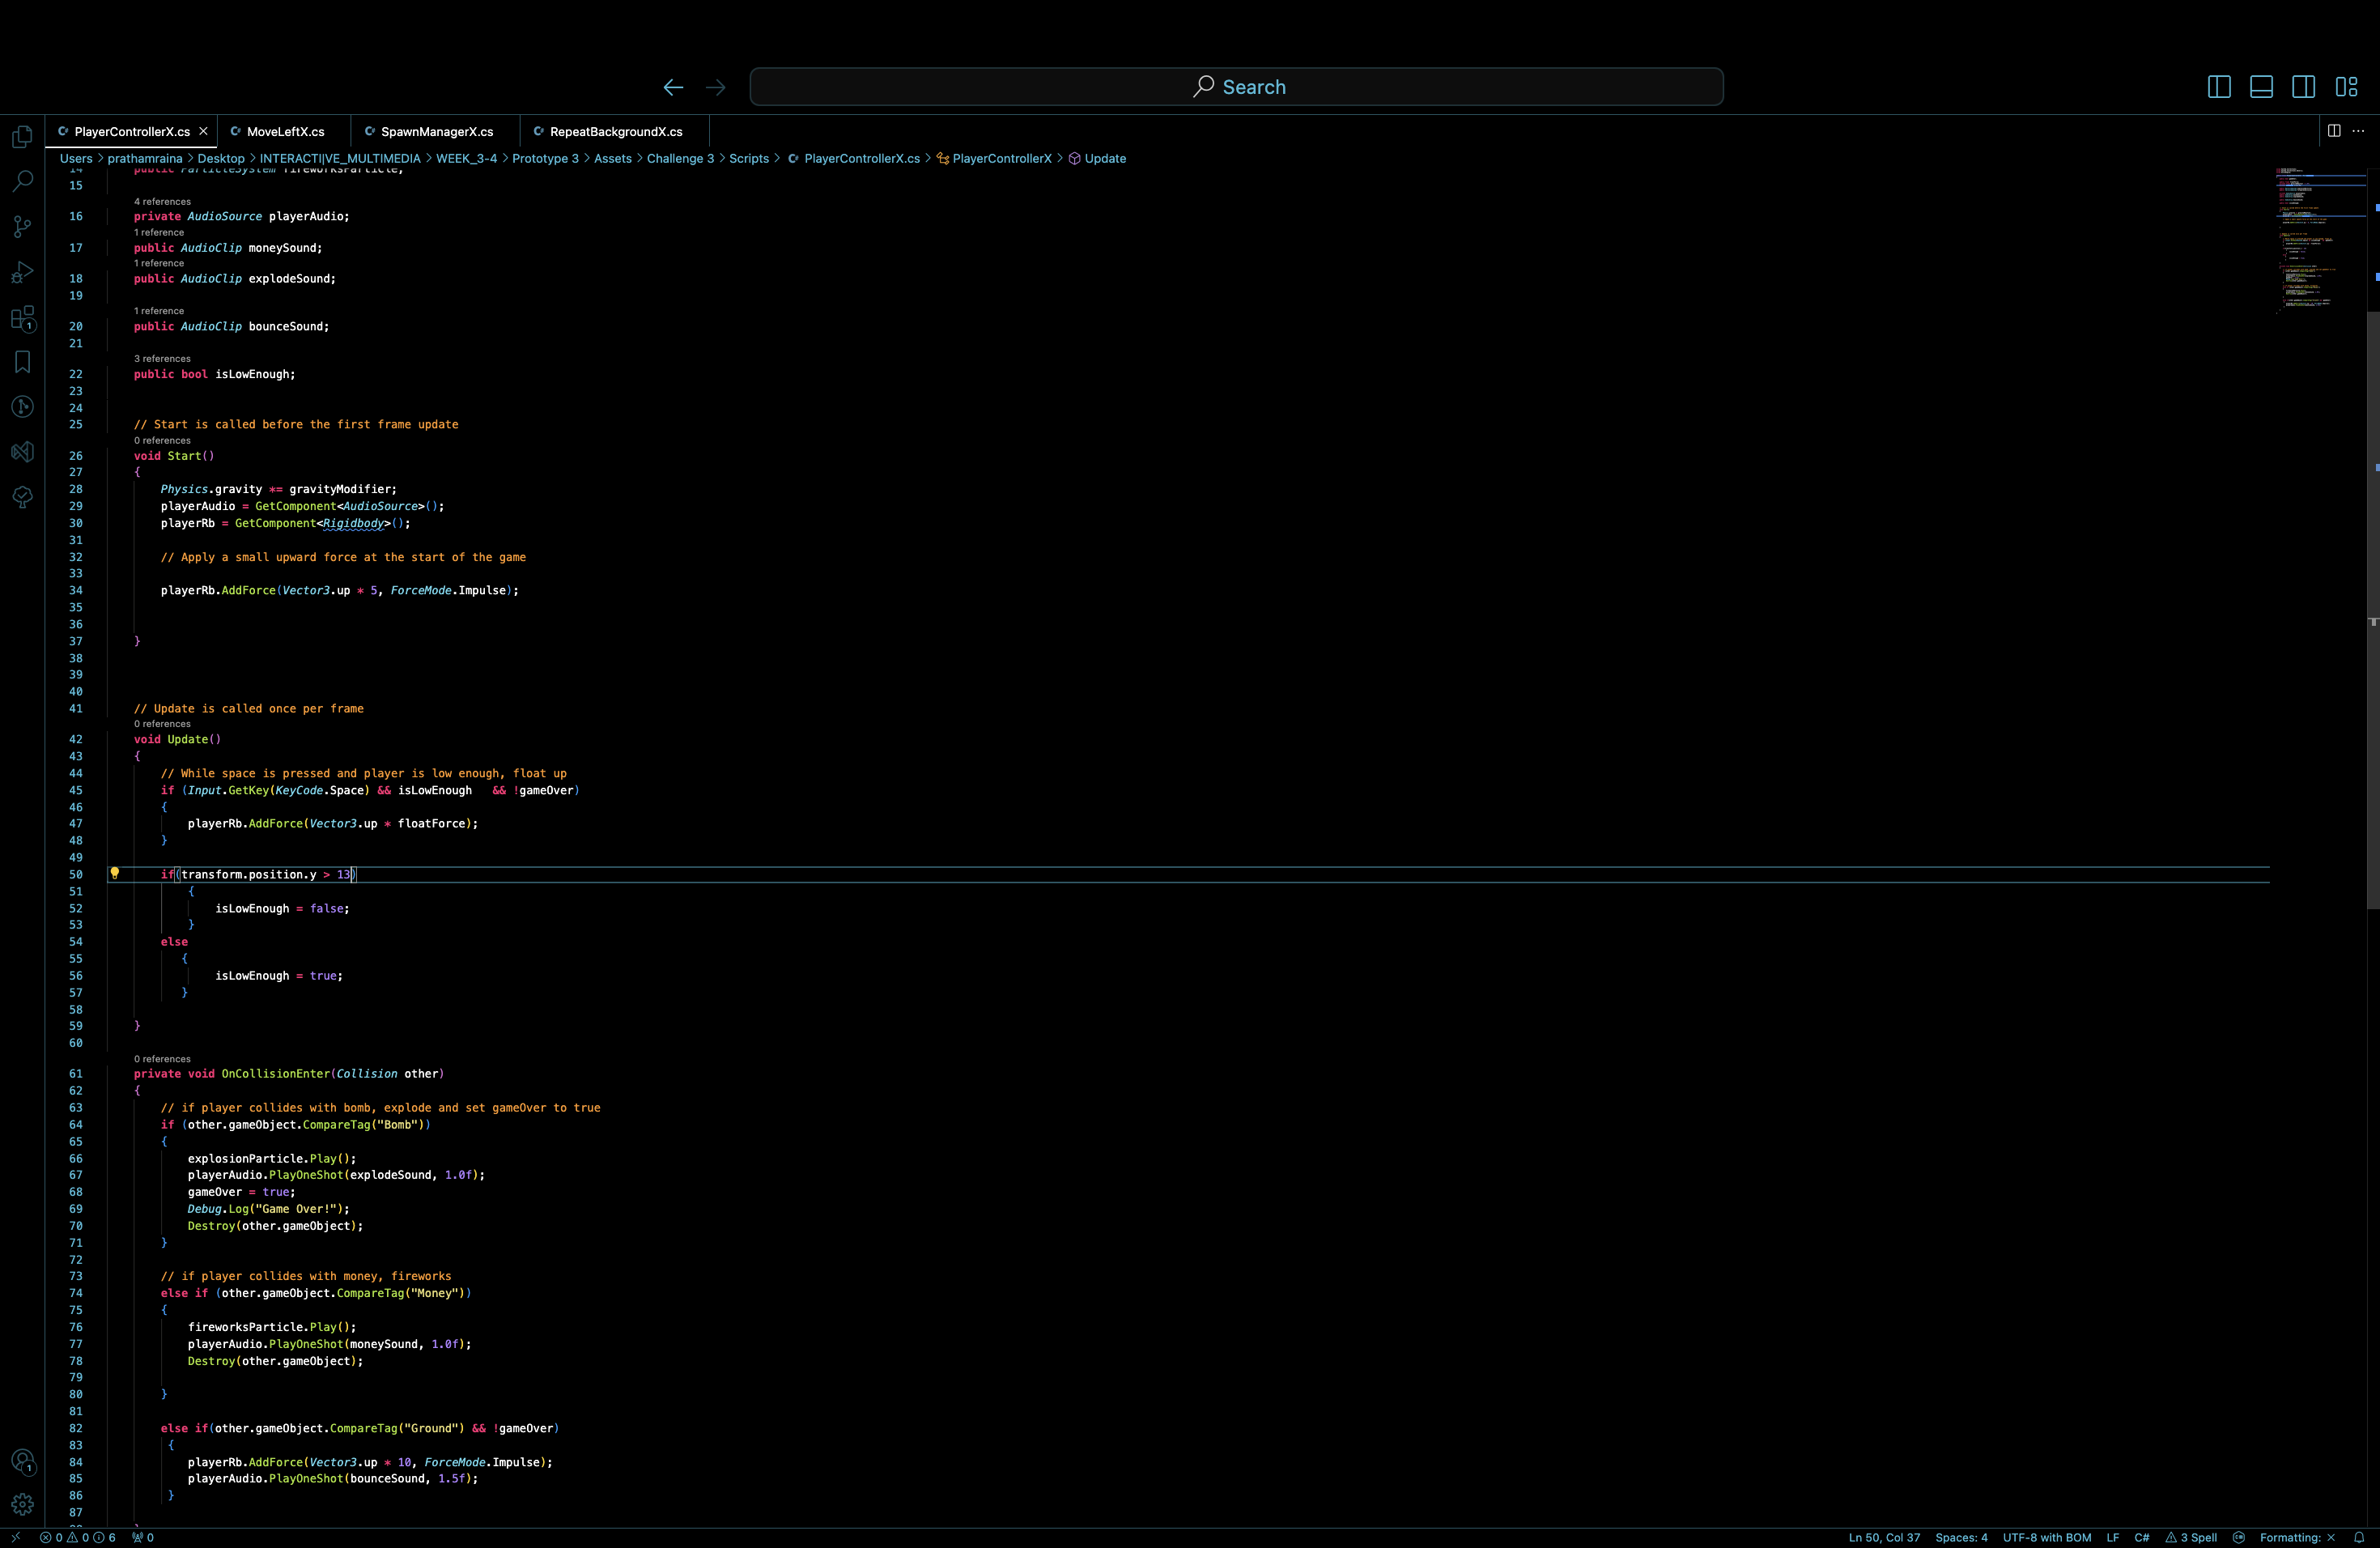 Search
PlayerControllerX.cs
MoveLeftX.cs
SpawnManagerX.cs
RepeatBackgroundX.cs
Users > prathamraina > Desktop > INTERACTI|VE_MULTIMEDIA > WEEK_3-4 > Prototype 3 > Assets > Challenge 3 > Scripts > PlayerControllerX.cs > PlayerControllerX > Update
14 public ParticleSystem fireworksParticle;
15
4 references
16 private AudioSource playerAudio;
1 reference
17 public AudioClip moneySound;
1 reference
18 public AudioClip explodeSound;
19
1 reference
20 public AudioClip bounceSound;
21
3 references
22 public bool isLowEnough;
23
24
25 // Start is called before the first frame update
0 references
26 void Start()
27 {
28 Physics.gravity *= gravityModifier;
29 playerAudio = GetComponent<AudioSource>();
30 playerRb = GetComponent<Rigidbody>();
31
32 // Apply a small upward force at the start of the game
33
34 playerRb.AddForce(Vector3.up * 5, ForceMode.Impulse);
35
36
37 }
38
39
40
41 // Update is called once per frame
0 references
42 void Update()
43 {
44 // While space is pressed and player is low enough, float up
45 if (Input.GetKey(KeyCode.Space) && isLowEnough   && !gameOver)
46 {
47 playerRb.AddForce(Vector3.up * floatForce);
48 }
49
50 if(transform.position.y > 13)
51 {
52 isLowEnough = false;
53 }
54 else
55 {
56 isLowEnough = true;
57 }
58
59 }
60
0 references
61 private void OnCollisionEnter(Collision other)
62 {
63 // if player collides with bomb, explode and set gameOver to true
64 if (other.gameObject.CompareTag("Bomb"))
65 {
66 explosionParticle.Play();
67 playerAudio.PlayOneShot(explodeSound, 1.0f);
68 gameOver = true;
69 Debug.Log("Game Over!");
70 Destroy(other.gameObject);
71 }
72
73 // if player collides with money, fireworks
74 else if (other.gameObject.CompareTag("Money"))
75 {
76 fireworksParticle.Play();
77 playerAudio.PlayOneShot(moneySound, 1.0f);
78 Destroy(other.gameObject);
79
80 }
81
82 else if(other.gameObject.CompareTag("Ground") && !gameOver)
83 {
84 playerRb.AddForce(Vector3.up * 10, ForceMode.Impulse);
85 playerAudio.PlayOneShot(bounceSound, 1.5f);
86 }
87
0 0 6 0 Ln 50, Col 37 Spaces: 4 UTF-8 with BOM LF C# 3 Spell Formatting: ×